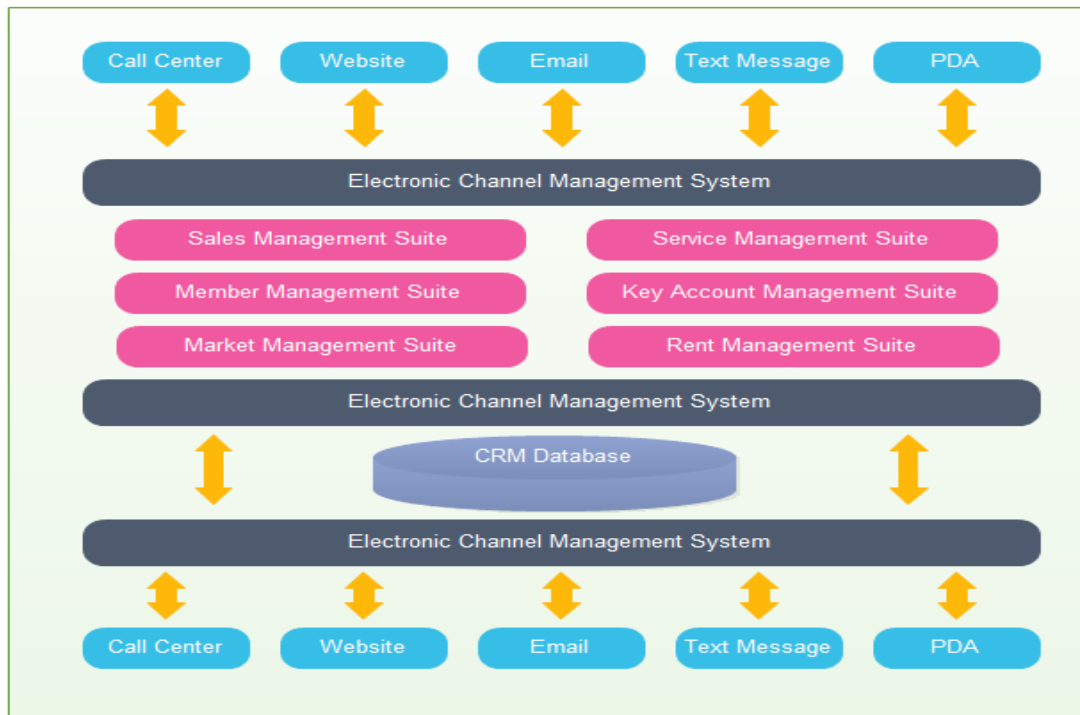 Call Center Website Email Text Message PDA
Electronic Channel Management System
Sales Management Suite Service Management Suite
Member Management Suite Key Account Management Suite
Market Management Suite Rent Management Suite
Electronic Channel Management System
CRM Database
Electronic Channel Management System
Call Center Website Email Text Message PDA